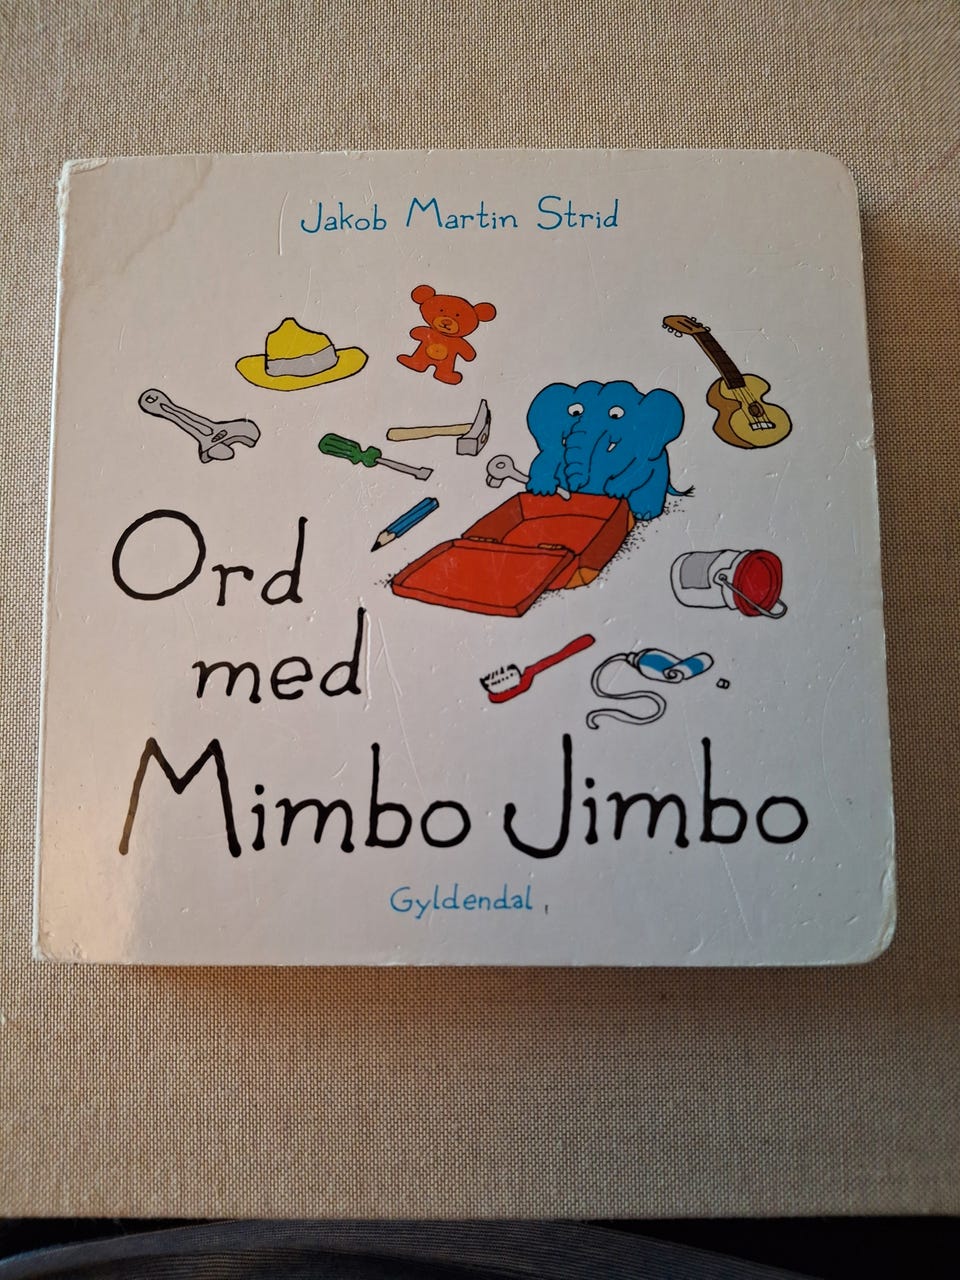 Jakob Martin Strid
Ord
med
Mimbo Jimbo
Gyldendal